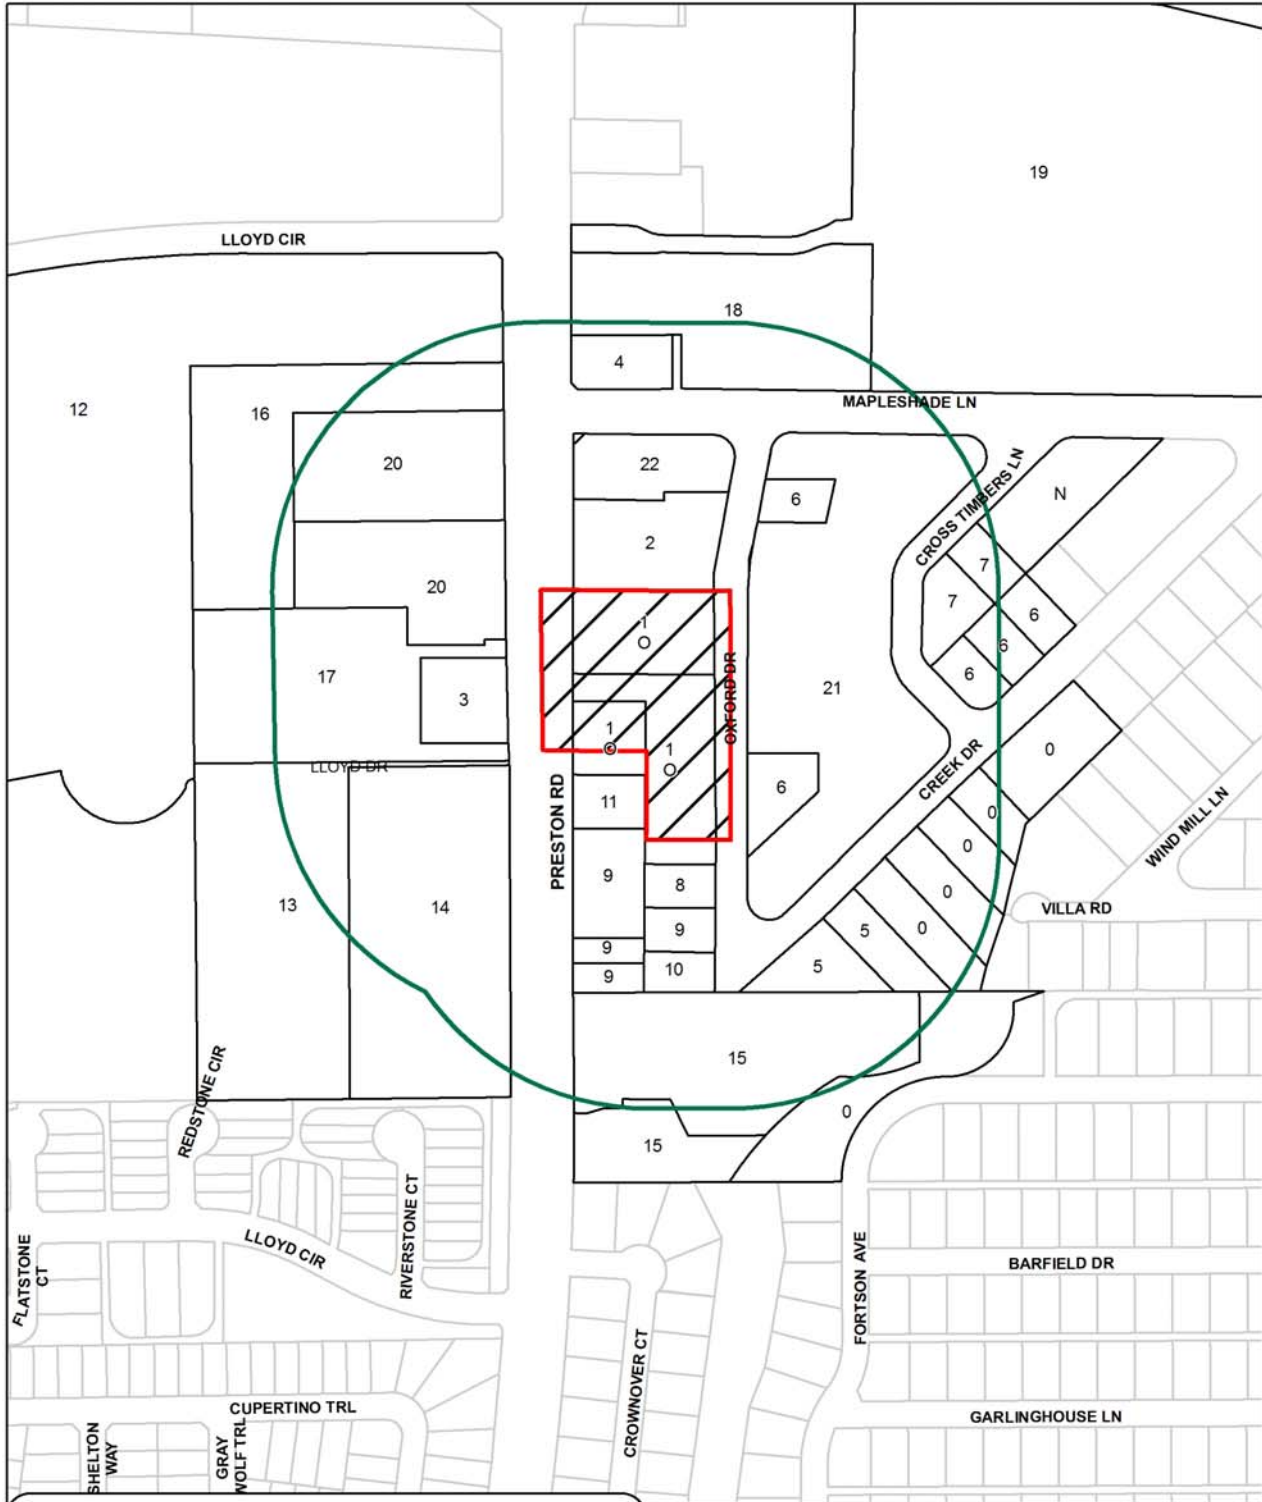 19
LLOYD CIR
18
4
12
16
MAPLESHADE LN
20
22
CROSS TIMBERS LN
N
6
2
7
20
7
6
1
6
17
6
3
OXFORD DR
21
1
0
1
CREEK DR
LLOYD DR
6
11
0
WIND MILL LN
PRESTON RD
0
9
8
0
13
14
VILLA RD
9
5
0
9
10
5
9
15
REDSTONE CIR
0
15
RIVERSTONE CT
LLOYD CIR
FLATSTONE
CT
FORTSON AVE
BARFIELD DR
CROWNOVER CT
CUPERTINO TRL
GARLINGHOUSE LN
SHELTON
WAY
GRAY
WOLF TRL